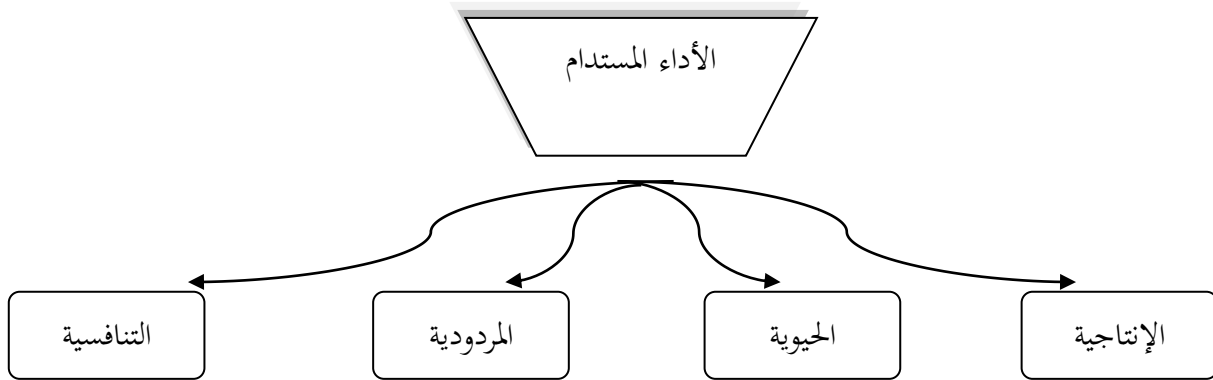 الأداء المستدام
الإنتاجية
الحيوية
المردودية
التنافسية